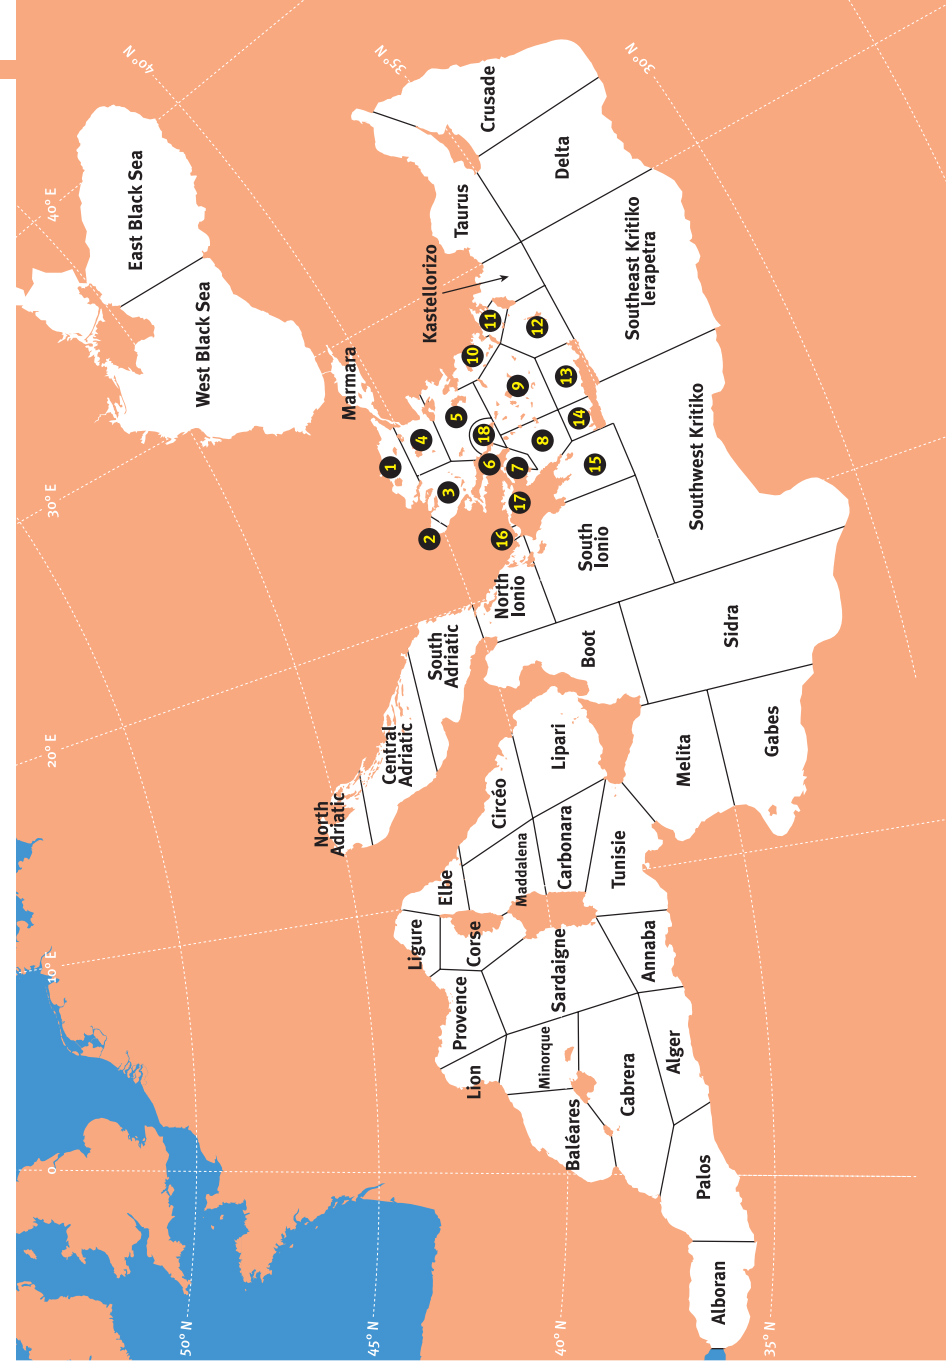 40° N
35° N
30° N
40° E
30° E
20° E
10° E
0
50° N
45° N
40° N
35° N
East Black Sea
West Black Sea
Marmara
Crusade
Delta
Taurus
Kastellorizo
Southeast Kritiko
Ierapetra
Southwest Kritiko
1
2
3
4
5
6
7
8
9
10
11
12
13
14
15
16
17
18
North
Ionio
South
Ionio
Boot
Sidra
South
Adriatic
Central
Adriatic
North
Adriatic
Lipari
Melita
Gabes
Circéo
Carbonara
Maddalena
Tunisie
Elbe
Ligure
Corse
Sardaigne
Annaba
Provence
Lion
Minorque
Cabrera
Alger
Baléares
Palos
Alboran